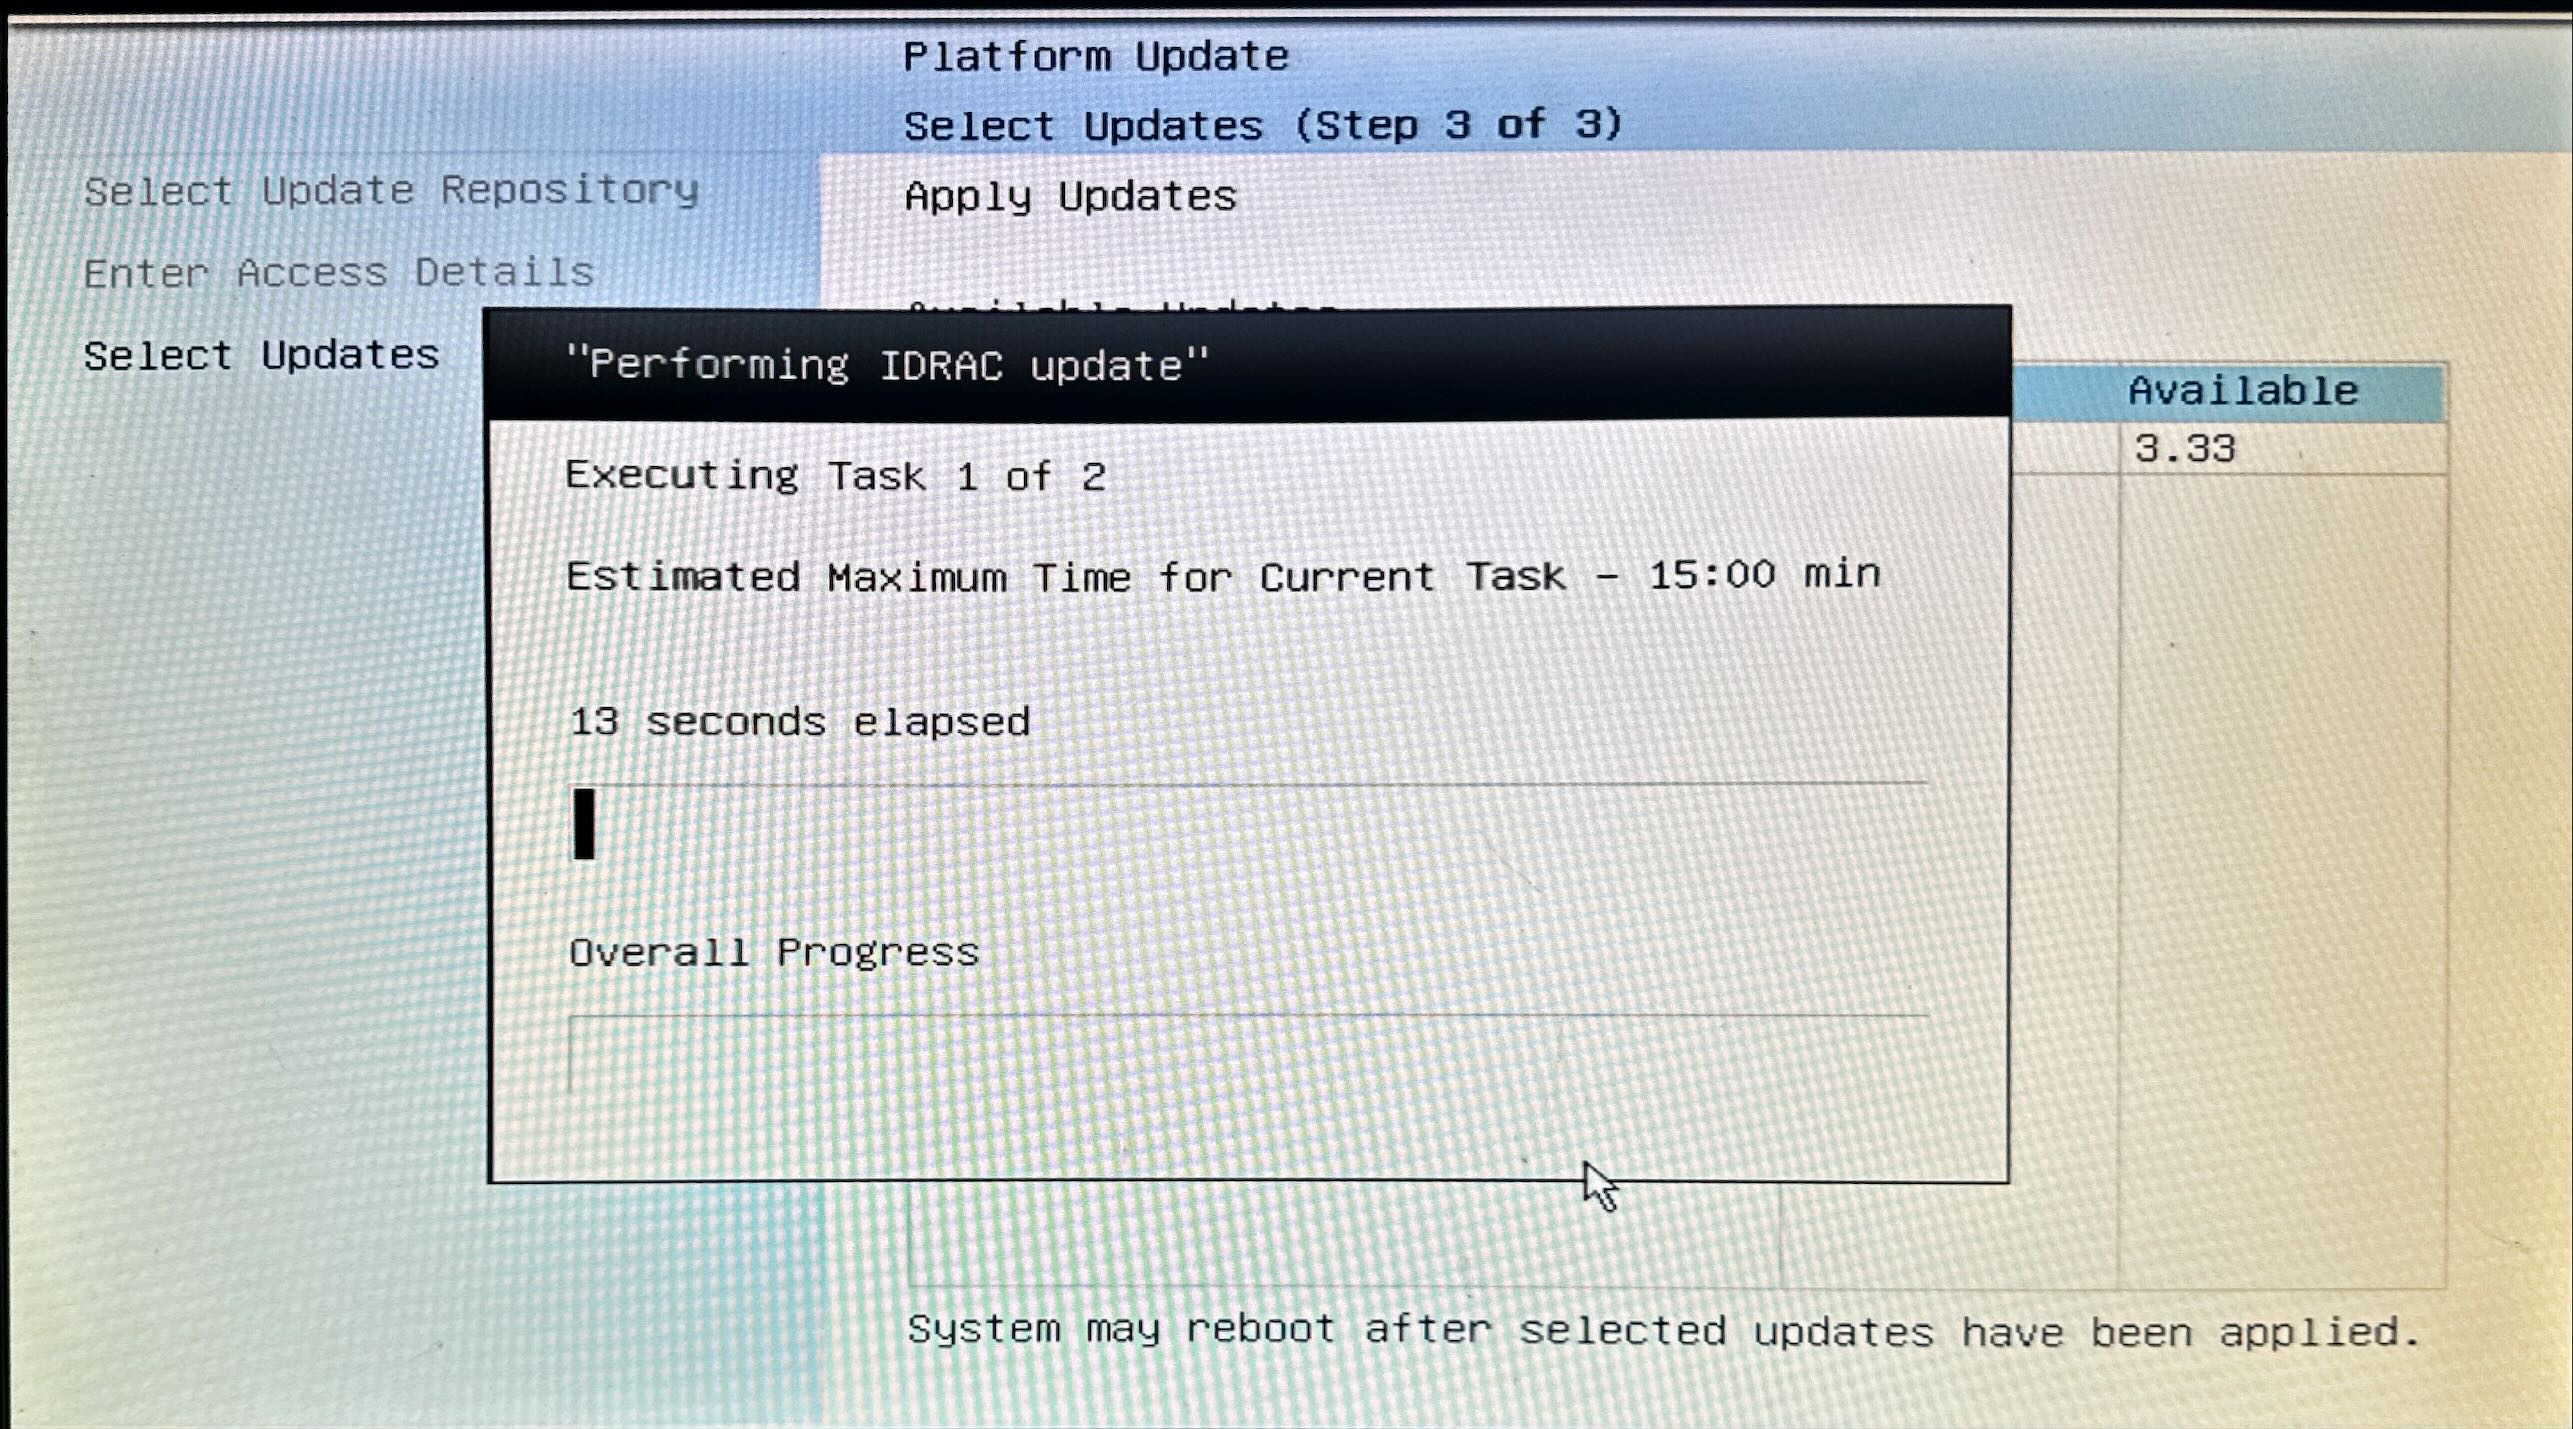 Platform Update
Select Updates (Step 3 of 3)
Select Update Repository
Enter Access Details
Select Updates
Apply Updates
Available Updates
"Performing IDRAC update"
Executing Task 1 of 2
Estimated Maximum Time for Current Task – 15:00 min
13 seconds elapsed
Overall Progress
Available
3.33
System may reboot after selected updates have been applied.